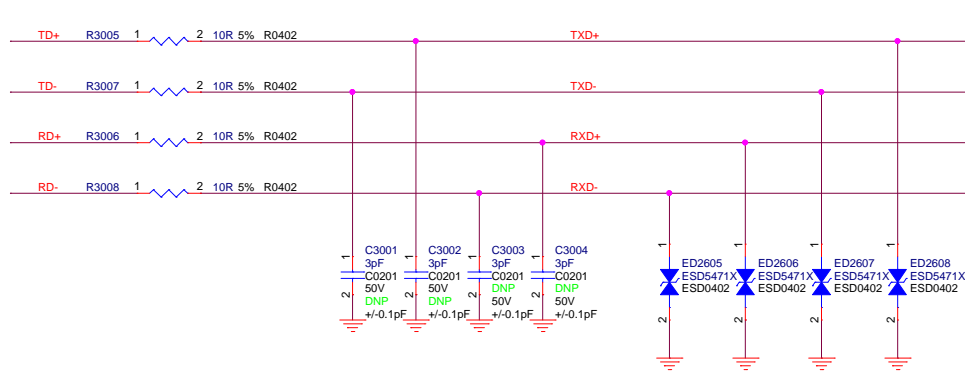 TD+ R3005 1 2 10R 5% R0402 TXD+
TD- R3007 1 2 10R 5% R0402 TXD-
RD+ R3006 1 2 10R 5% R0402 RXD+
RD- R3008 1 2 10R 5% R0402 RXD-
1 C3001
3pF
C0201
50V
2 DNP
+/-0.1pF
1 C3002
3pF
C0201
50V
2 DNP
+/-0.1pF
1 C3003
3pF
C0201
DNP
2 50V
+/-0.1pF
1 C3004
3pF
C0201
DNP
2 50V
+/-0.1pF
1 ED2605
ESD5471X
ESD0402
2
1 ED2606
ESD5471X
ESD0402
2
1 ED2607
ESD5471X
ESD0402
2
1 ED2608
ESD5471X
ESD0402
2